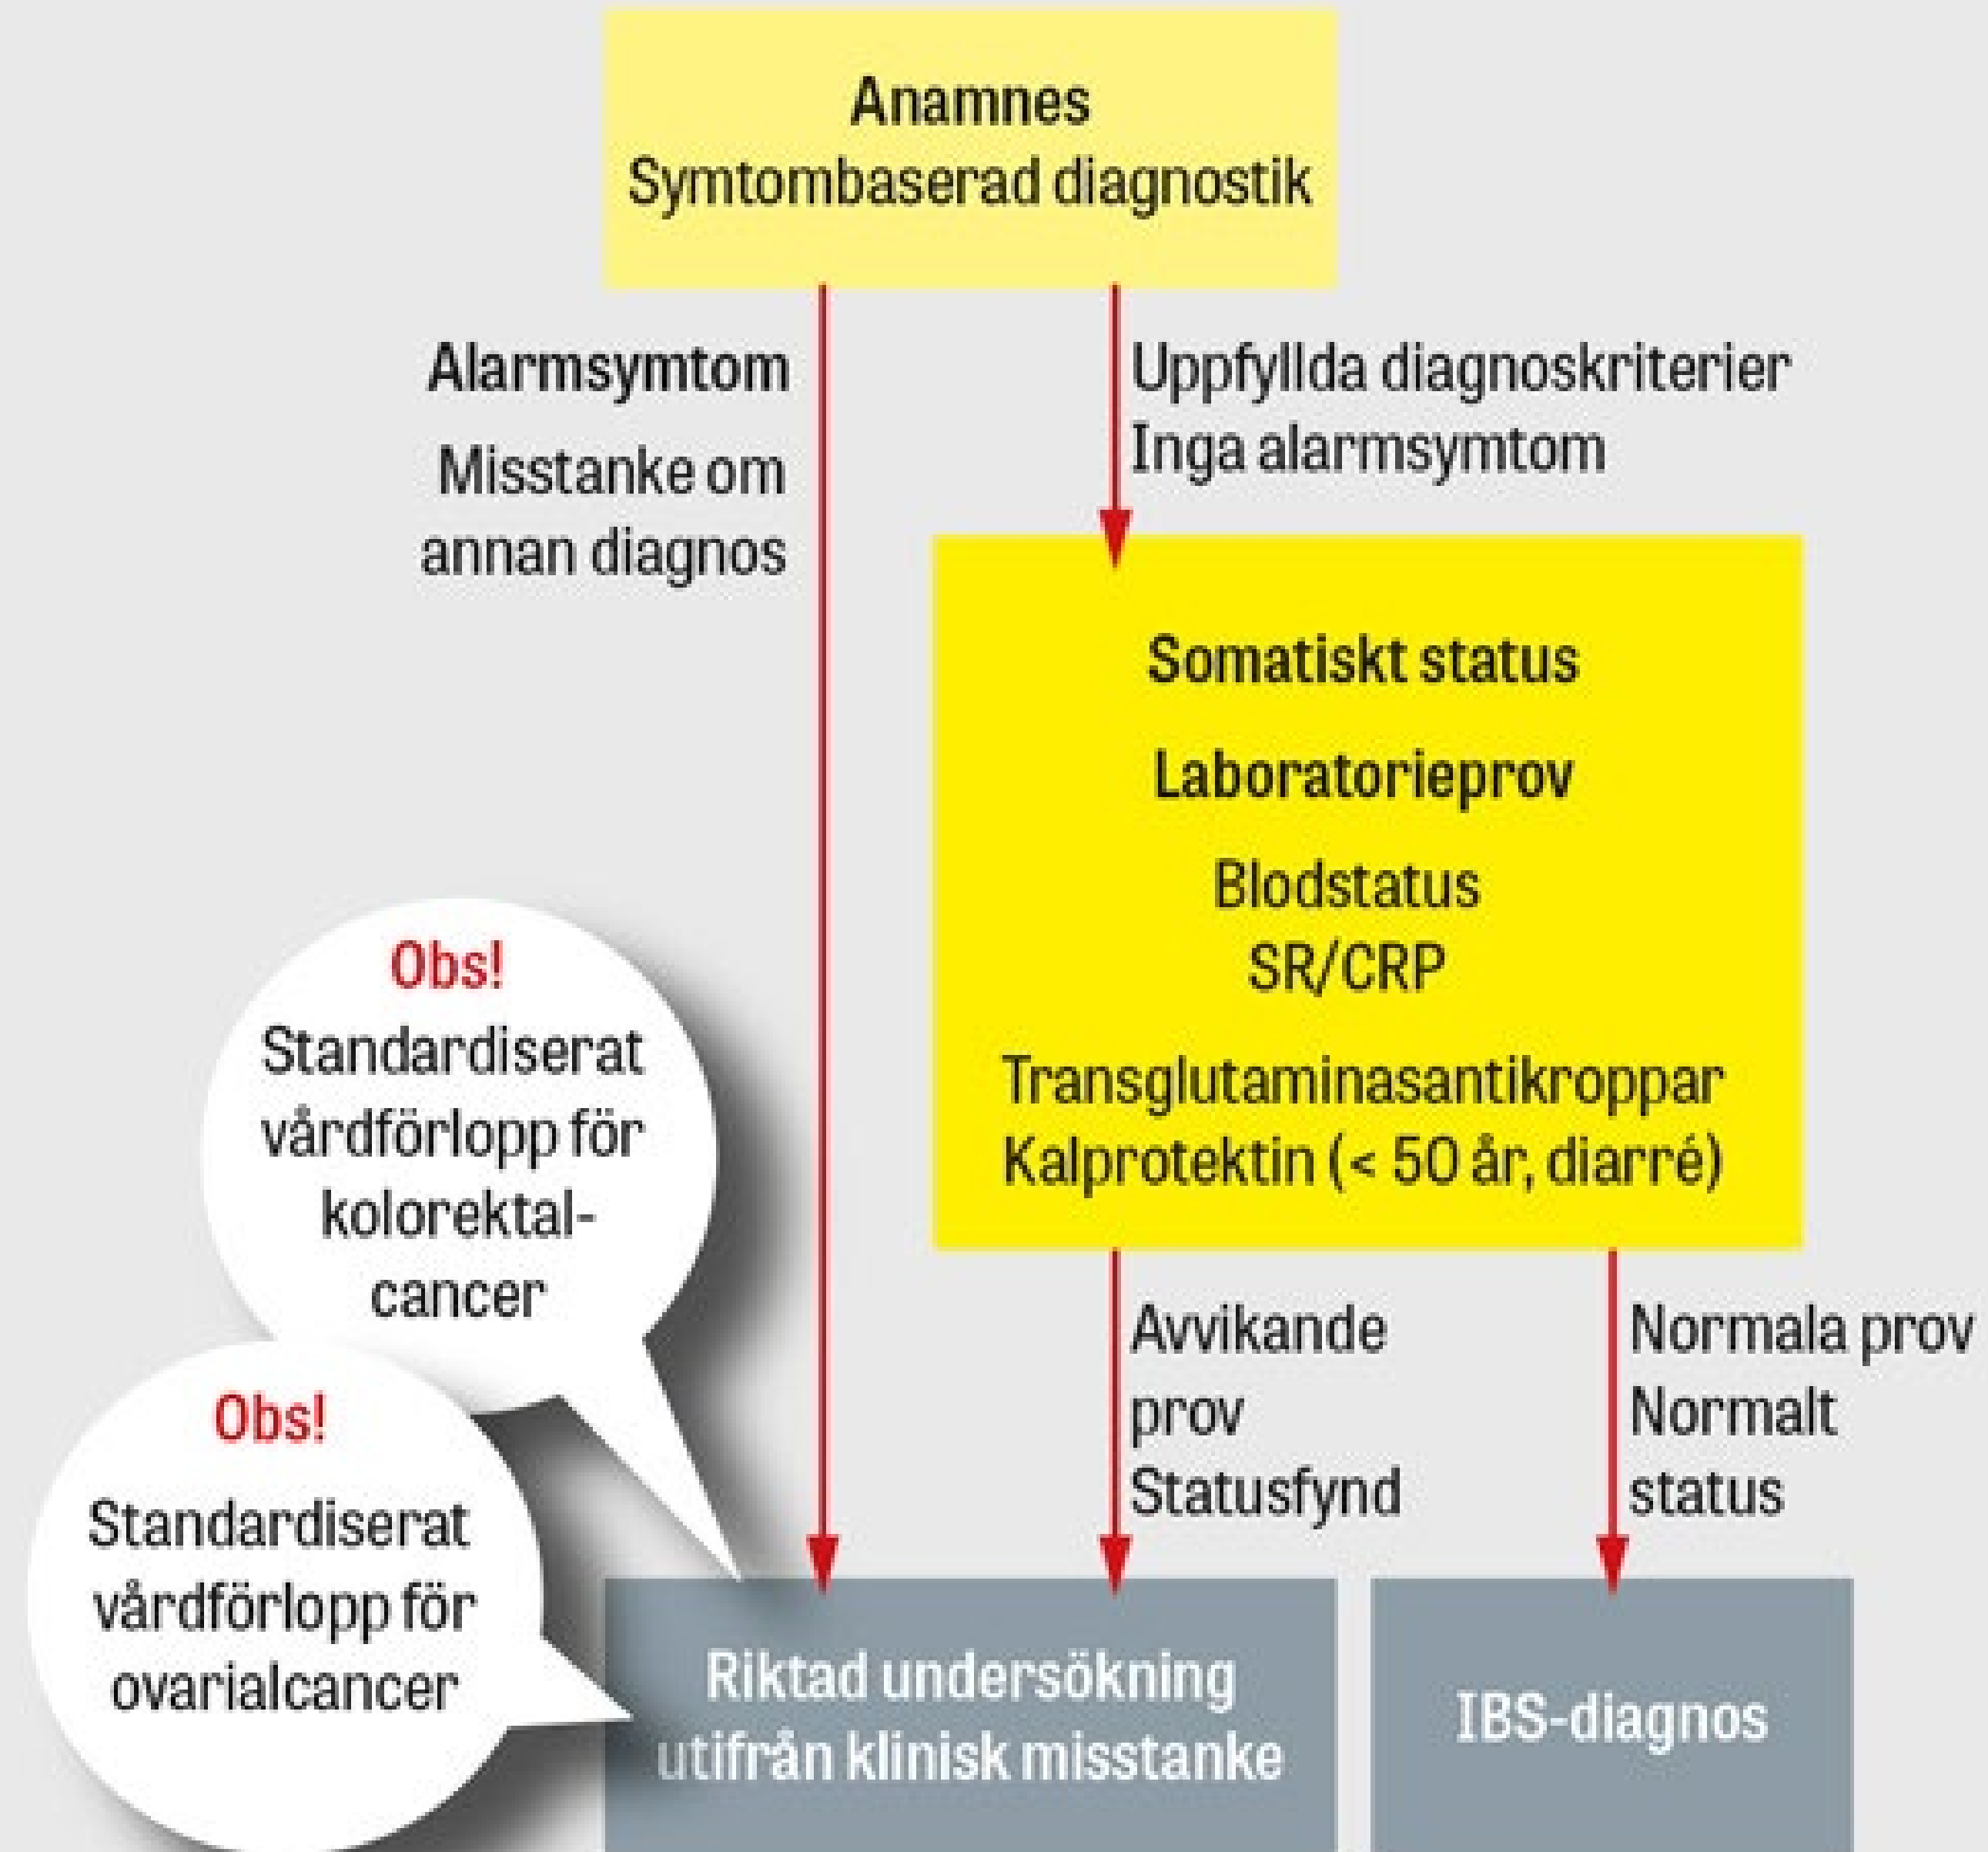 Anamnes
Symtombaserad diagnostik
Alarmsymtom
Misstanke om
annan diagnos
Uppfyllda diagnoskriterier
Inga alarmsymtom
Somatiskt status
Laboratorieprov
Blodstatus
SR/CRP
Transglutaminasantikroppar
Kalprotektin (< 50 år, diarré)
Obs!
Standardiserat
vårdförlopp för
kolorektal-
cancer
Obs!
Standardiserat
vårdförlopp för
ovarialcancer
Avvikande
prov
Statusfynd
Normala prov
Normalt
status
Riktad undersökning
utifrån klinisk misstanke
IBS-diagnos